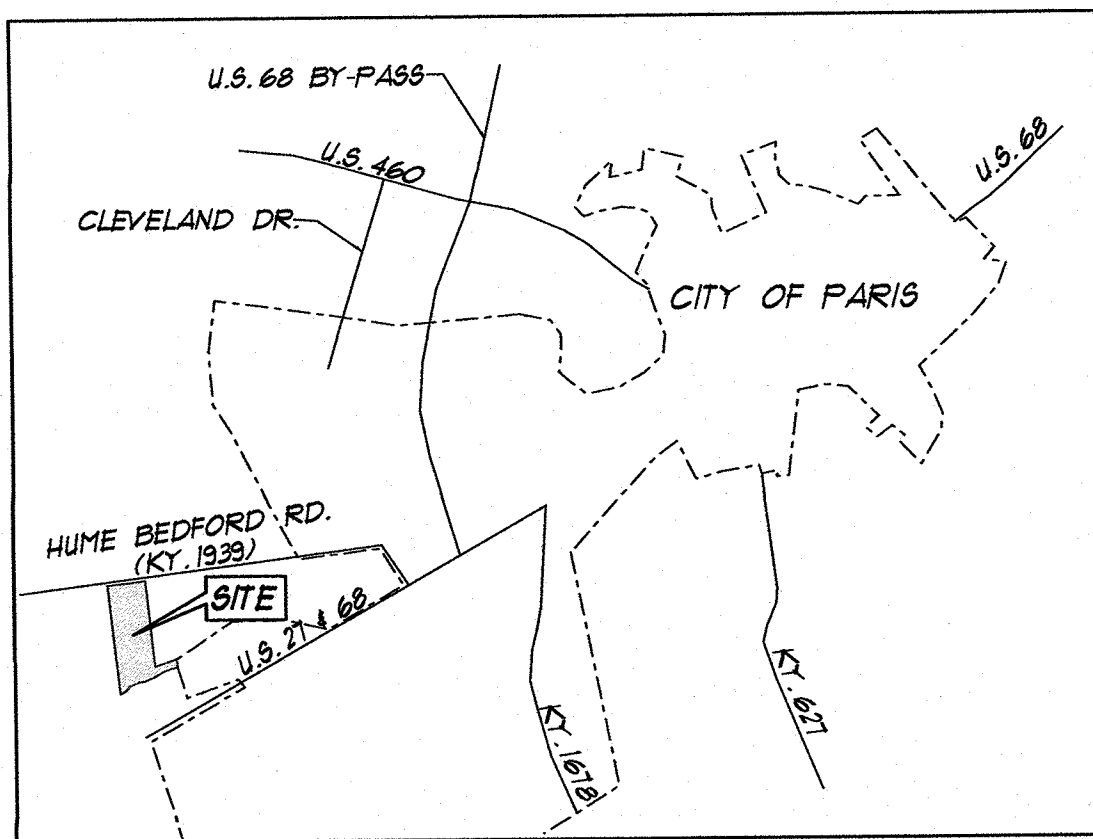 U.S. 68 BY-PASS
U.S. 460
U.S. 68
CLEVELAND DR.
CITY OF PARIS
HUME BEDFORD RD.
(KY. 1939)
SITE
U.S. 27 & 68
KY. 1678
KY. 627